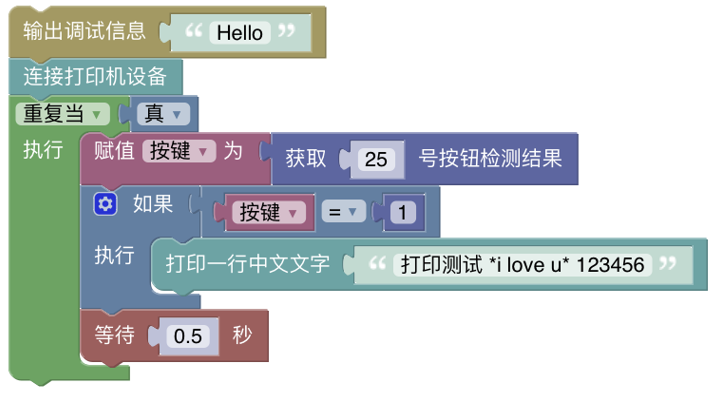 输出调试信息 “ Hello ”
连接打印机设备
重复当 真
执行 赋值 按键 为 获取 25 号按钮检测结果
如果 按键 = 1
执行 打印一行中文文字 “ 打印测试 *i love u* 123456 ”
等待 0.5 秒